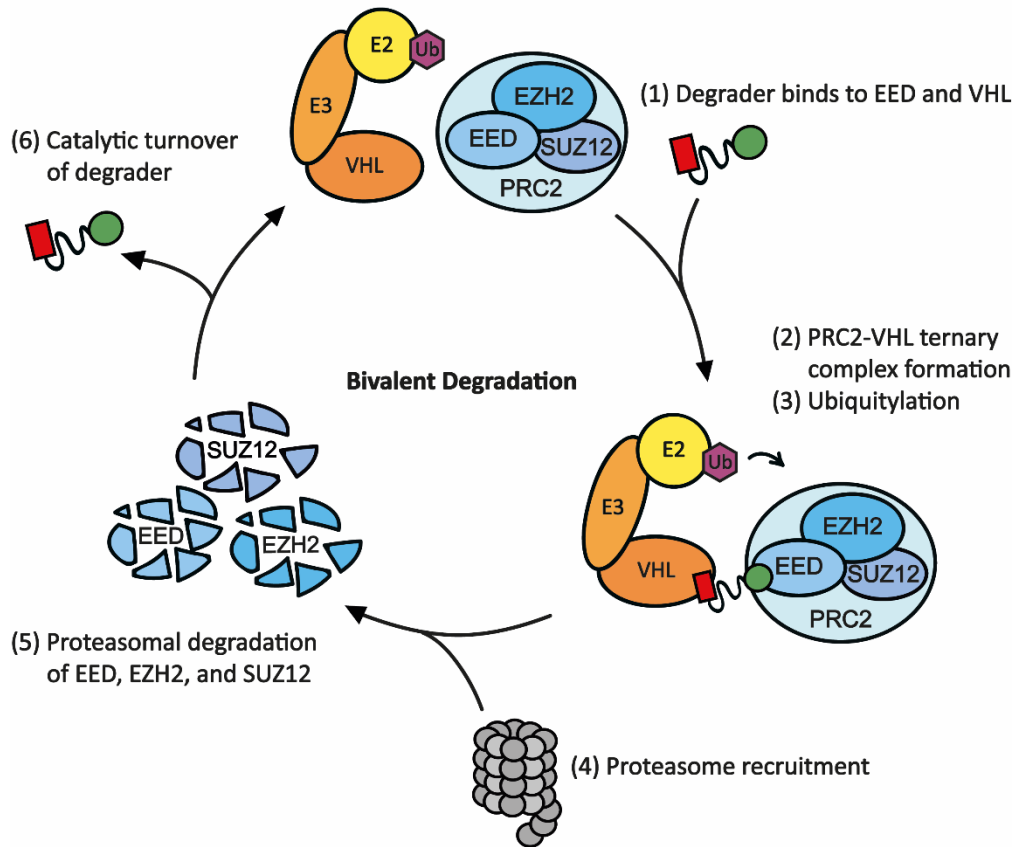 E2
Ub
E3
VHL
EZH2
EED
SUZ12
PRC2
(1) Degrader binds to EED and VHL
(6) Catalytic turnover
of degrader
(2) PRC2-VHL ternary
complex formation
(3) Ubiquitylation
Bivalent Degradation
E2
Ub
E3
VHL
EZH2
EED
SUZ12
PRC2
SUZ12
EED
EZH2
(5) Proteasomal degradation
of EED, EZH2, and SUZ12
(4) Proteasome recruitment